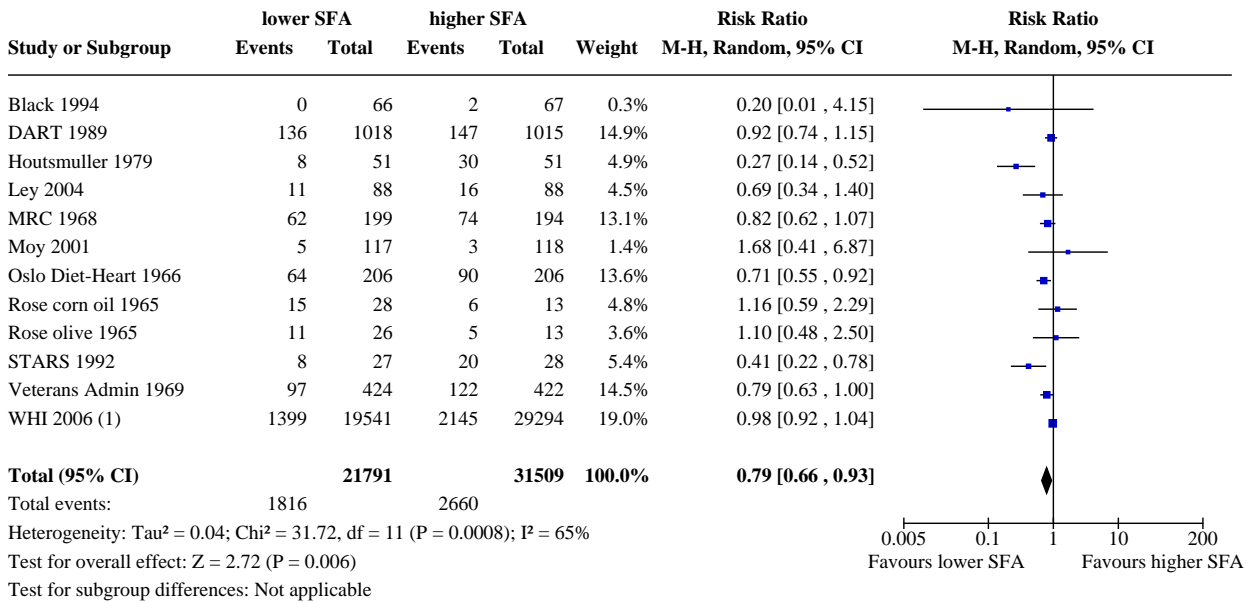 lower SFA higher SFA Risk Ratio Risk Ratio
Study or Subgroup Events Total Events Total Weight M-H, Random, 95% CI M-H, Random, 95% CI
Black 1994 0 66 2 67 0.3% 0.20 [0.01 , 4.15]
DART 1989 136 1018 147 1015 14.9% 0.92 [0.74 , 1.15]
Houtsmuller 1979 8 51 30 51 4.9% 0.27 [0.14 , 0.52]
Ley 2004 11 88 16 88 4.5% 0.69 [0.34 , 1.40]
MRC 1968 62 199 74 194 13.1% 0.82 [0.62 , 1.07]
Moy 2001 5 117 3 118 1.4% 1.68 [0.41 , 6.87]
Oslo Diet-Heart 1966 64 206 90 206 13.6% 0.71 [0.55 , 0.92]
Rose corn oil 1965 15 28 6 13 4.8% 1.16 [0.59 , 2.29]
Rose olive 1965 11 26 5 13 3.6% 1.10 [0.48 , 2.50]
STARS 1992 8 27 20 28 5.4% 0.41 [0.22 , 0.78]
Veterans Admin 1969 97 424 122 422 14.5% 0.79 [0.63 , 1.00]
WHI 2006 (1) 1399 19541 2145 29294 19.0% 0.98 [0.92 , 1.04]
Total (95% CI) 21791 31509 100.0% 0.79 [0.66 , 0.93]
Total events: 1816 2660
Heterogeneity: Tau² = 0.04; Chi² = 31.72, df = 11 (P = 0.0008); I² = 65%
Test for overall effect: Z = 2.72 (P = 0.006)
Test for subgroup differences: Not applicable
0.005 0.1 1 10 200
Favours lower SFA Favours higher SFA